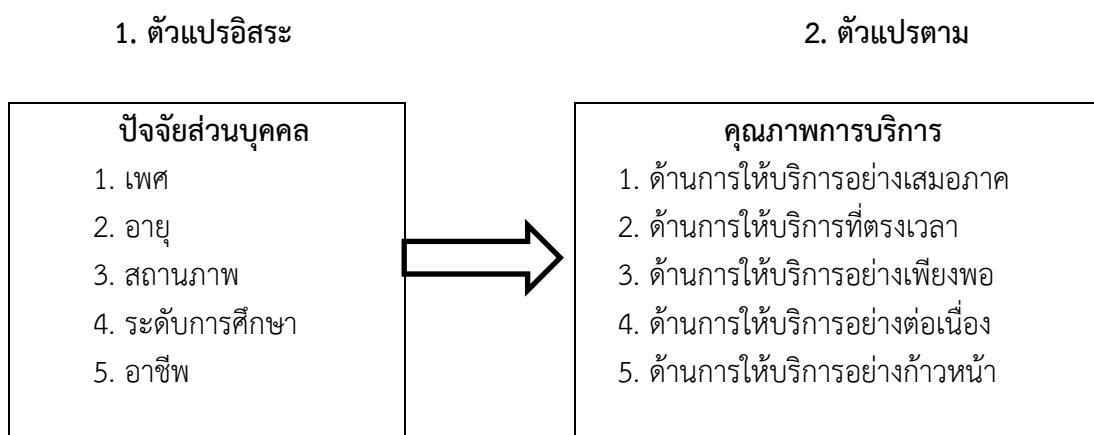 1. ตัวแปรอิสระ
2. ตัวแปรตาม
ปัจจัยส่วนบุคคล
1. เพศ
2. อายุ
3. สถานภาพ
4. ระดับการศึกษา
5. อาชีพ
คุณภาพการบริการ
1. ด้านการให้บริการอย่างเสมอภาค
2. ด้านการให้บริการที่ตรงเวลา
3. ด้านการให้บริการอย่างเพียงพอ
4. ด้านการให้บริการอย่างต่อเนื่อง
5. ด้านการให้บริการอย่างก้าวหน้า